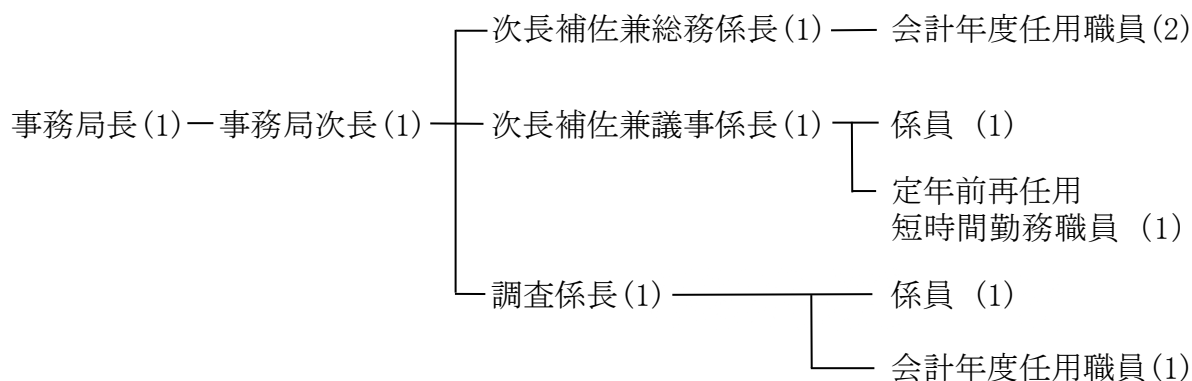 次長補佐兼総務係長(1)
会計年度任用職員(2)
事務局長(1)
事務局次長(1)
次長補佐兼議事係長(1)
係員 (1)
定年前再任用
短時間勤務職員 (1)
調査係長(1)
係員 (1)
会計年度任用職員(1)